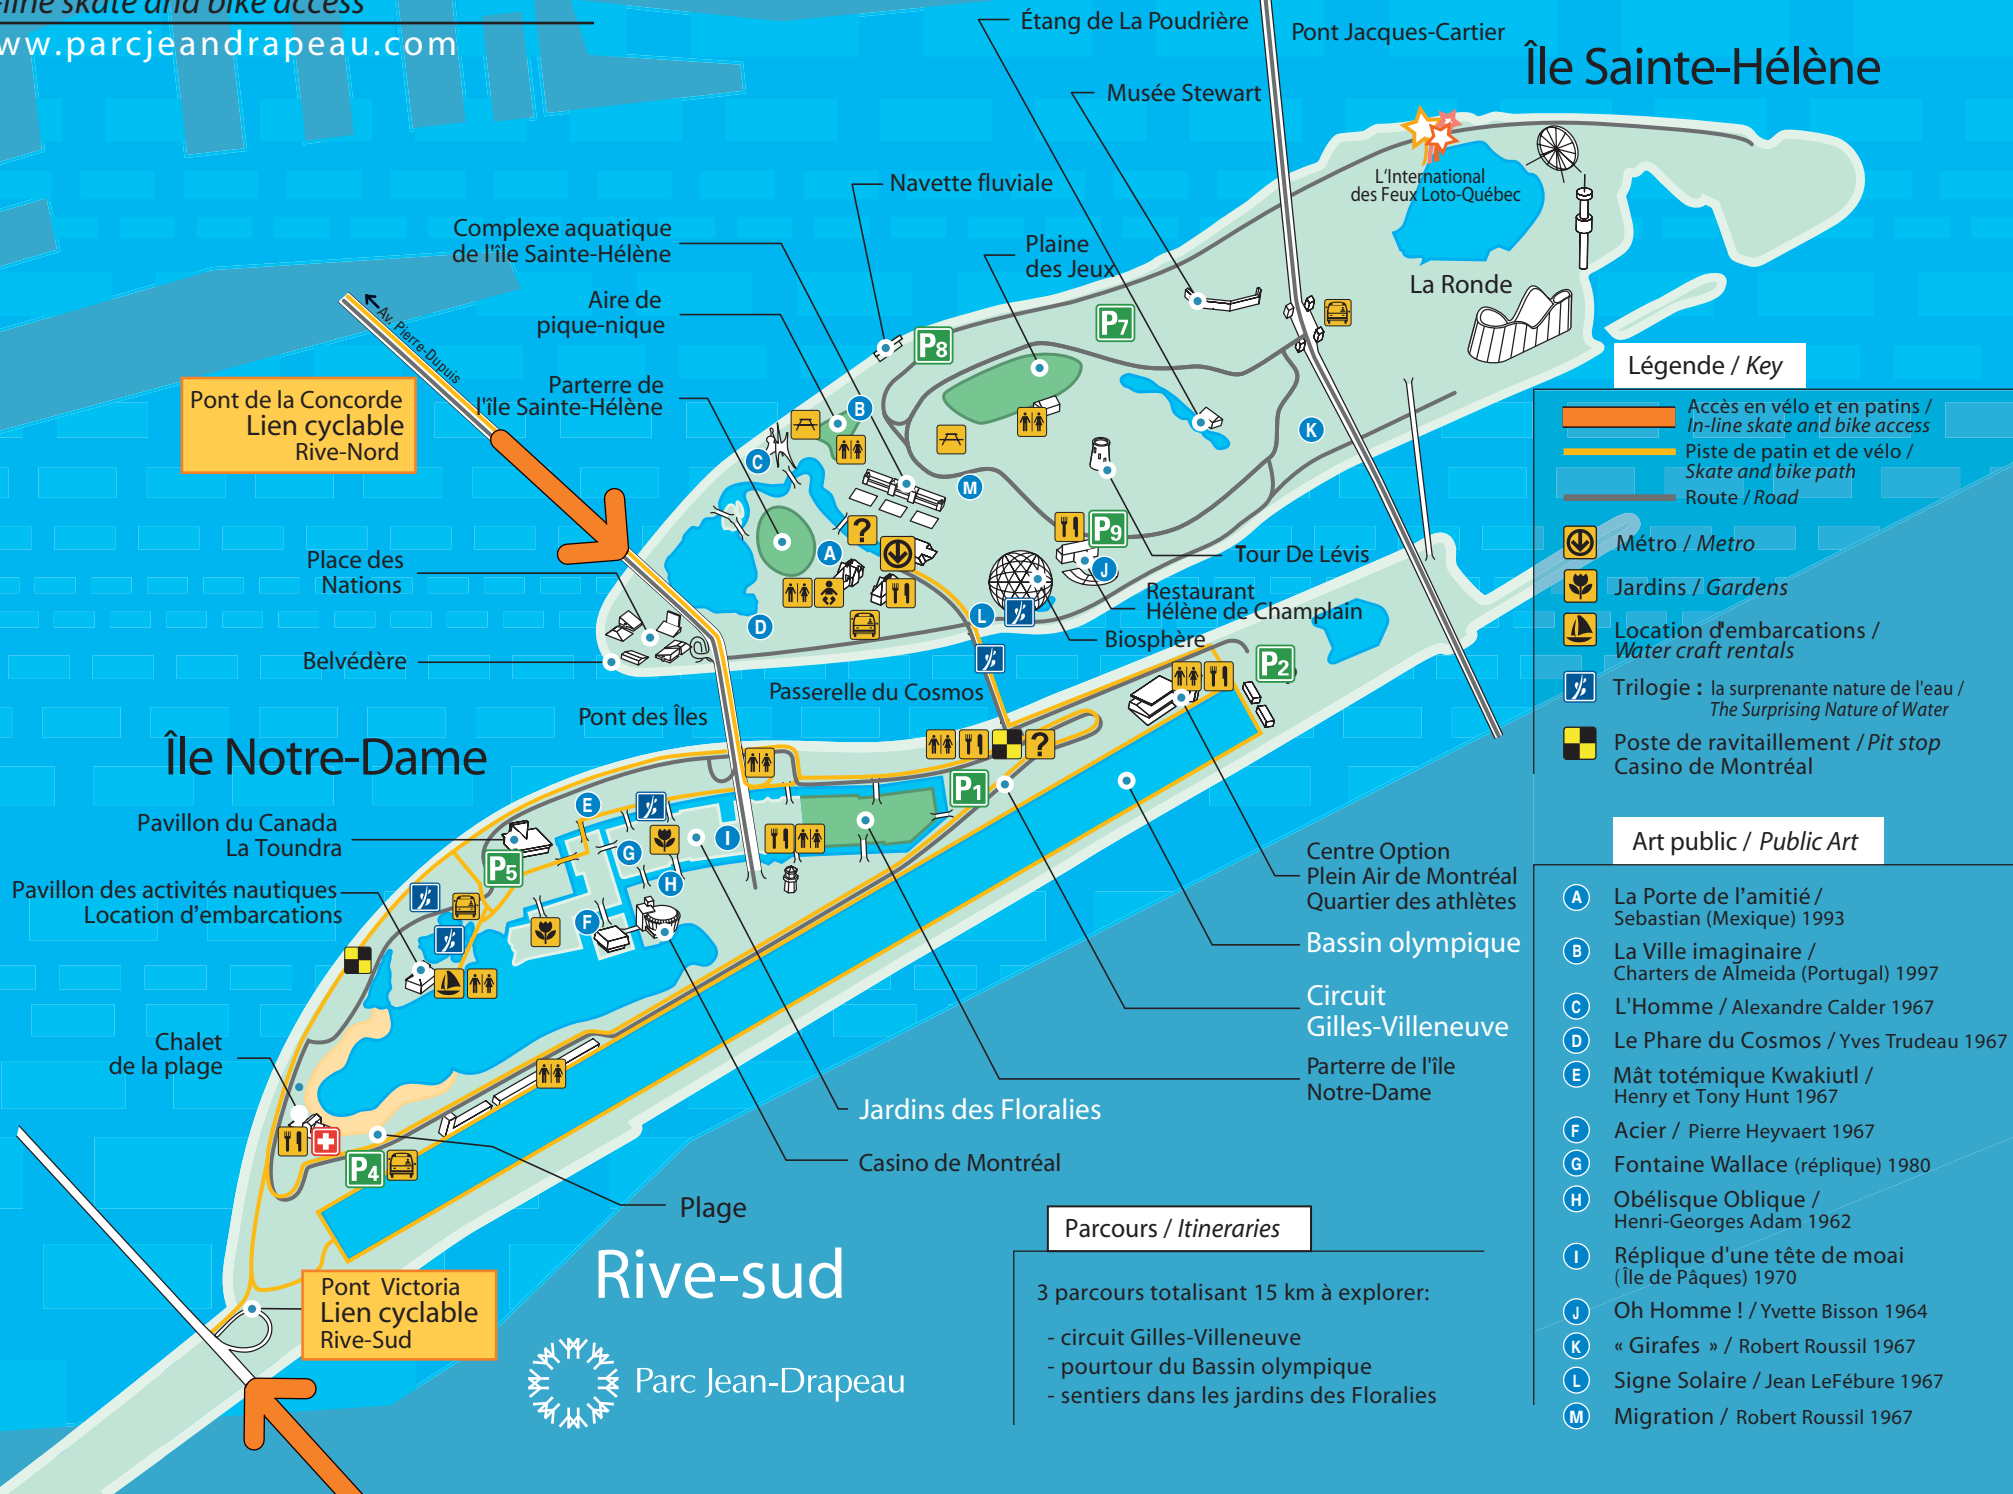 -line skate and bike access
ww.parcjeandrapeau.com
Étang de La Poudrière
Pont Jacques-Cartier
Île Sainte-Hélène
Musée Stewart
L'International
des Feux Loto-Québec
Navette fluviale
Complexe aquatique
de l'île Sainte-Hélène
Plaine
des Jeux
La Ronde
Aire de
pique-nique
Av. Pierre-Dupuis
P7
P8
Parterre de
l'île Sainte-Hélène
Pont de la Concorde
Lien cyclable
Rive-Nord
B
K
C
M
?
P9
A
J
Place des
Nations
Tour De Lévis
Restaurant
Hélène de Champlain
L
D
Biosphère
Belvédère
P2
Passerelle du Cosmos
Pont des Îles
Île Notre-Dame
?
P1
E
I
Pavillon du Canada
La Toundra
G
P5
H
Pavillon des activités nautiques
Location d'embarcations
F
Centre Option
Plein Air de Montréal
Quartier des athlètes
Bassin olympique
Circuit
Gilles-Villeneuve
Parterre de l'île
Notre-Dame
Chalet
de la plage
Jardins des Floralies
Casino de Montréal
P4
Plage
Rive-sud
Pont Victoria
Lien cyclable
Rive-Sud
Parc Jean-Drapeau
Parcours / Itineraries
3 parcours totalisant 15 km à explorer:
- circuit Gilles-Villeneuve
- pourtour du Bassin olympique
- sentiers dans les jardins des Floralies
Légende / Key
Accès en vélo et en patins /
In-line skate and bike access
Piste de patin et de vélo /
Skate and bike path
Route / Road
Métro / Metro
Jardins / Gardens
Location d'embarcations /
Water craft rentals
Trilogie : la surprenante nature de l'eau /
The Surprising Nature of Water
Poste de ravitaillement / Pit stop
Casino de Montréal
Art public / Public Art
A La Porte de l'amitié /
Sebastian (Mexique) 1993
B La Ville imaginaire /
Charters de Almeida (Portugal) 1997
C L'Homme / Alexandre Calder 1967
D Le Phare du Cosmos / Yves Trudeau 1967
E Mât totémique Kwakiutl /
Henry et Tony Hunt 1967
F Acier / Pierre Heyvaert 1967
G Fontaine Wallace (réplique) 1980
H Obélisque Oblique /
Henri-Georges Adam 1962
I Réplique d'une tête de moai
(Île de Pâques) 1970
J Oh Homme ! / Yvette Bisson 1964
K « Girafes » / Robert Roussil 1967
L Signe Solaire / Jean LeFébure 1967
M Migration / Robert Roussil 1967